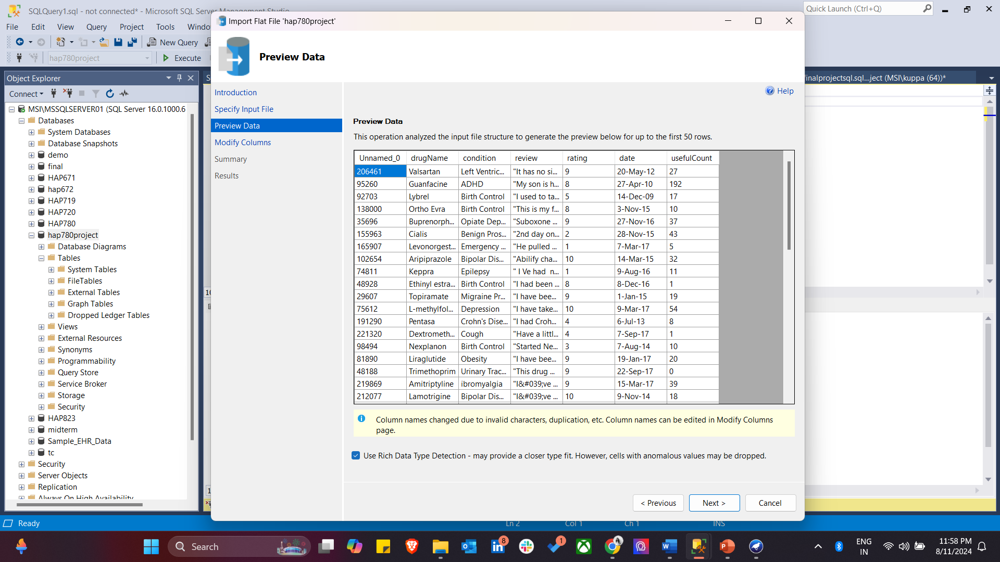 SQLQuery1.sql - not connected* - Microsoft SQL Server Management Studio
Quick Launch (Ctrl+Q)
File Edit View Query Project Tools Windo
New Query
hap780project
Execute
Import Flat File 'hap780project'
Preview Data
Object Explorer
Connect
MSI\MSSQLSERVER01 (SQL Server 16.0.1000.6
Databases
System Databases
Database Snapshots
demo
final
HAP671
hap672
HAP719
HAP720
HAP780
hap780project
Database Diagrams
Tables
System Tables
FileTables
External Tables
Graph Tables
Dropped Ledger Tables
Views
External Resources
Synonyms
Programmability
Query Store
Service Broker
Storage
Security
HAP823
midterm
Sample_EHR_Data
tc
Security
Server Objects
Replication
Always On High Availability
Introduction
Specify Input File
Preview Data
Modify Columns
Summary
Results
Help
Preview Data
This operation analyzed the input file structure to generate the preview below for up to the first 50 rows.
Unnamed_0 drugName condition review rating date usefulCount
206461 Valsartan Left Ventric... "It has no si... 9 20-May-12 27
95260 Guanfacine ADHD "My son is h... 8 27-Apr-10 192
92703 Lybrel Birth Control "I used to ta... 5 14-Dec-09 17
138000 Ortho Evra Birth Control "This is my f... 8 3-Nov-15 10
35696 Buprenorph... Opiate Dep... "Suboxone ... 9 27-Nov-16 37
155963 Cialis Benign Pros... "2nd day on... 2 28-Nov-15 43
165907 Levonorgest... Emergency ... "He pulled ... 1 7-Mar-17 5
102654 Aripiprazole Bipolar Dis... "Abilify cha... 10 14-Mar-15 32
74811 Keppra Epilepsy " I Ve had n... 1 9-Aug-16 11
48928 Ethinyl estra... Birth Control "I had been ... 8 8-Dec-16 1
29607 Topiramate Migraine Pr... "I have bee... 9 1-Jan-15 19
75612 L-methylfol... Depression "I have take... 10 9-Mar-17 54
191290 Pentasa Crohn's Dise... "I had Croh... 4 6-Jul-13 8
221320 Dextrometh... Cough "Have a littl... 4 7-Sep-17 1
98494 Nexplanon Birth Control "Started Ne... 3 7-Aug-14 10
81890 Liraglutide Obesity "I have bee... 9 19-Jan-17 20
48188 Trimethoprim Urinary Trac... "This drug ... 9 22-Sep-17 0
219869 Amitriptyline ibromyalgia "I&#039;ve ... 9 15-Mar-17 39
212077 Lamotrigine Bipolar Dis... "I&#039;ve ... 10 9-Nov-14 18
Column names changed due to invalid characters, duplication, etc. Column names can be edited in Modify Columns
page.
Use Rich Data Type Detection - may provide a closer type fit. However, cells with anomalous values may be dropped.
< Previous Next > Cancel
finalprojectsql.sql...ject (MSI\kuppa (64))*
Ready
Ln 2 Col 1 Ch 1 INS
Search
8
1
ENG
IN
11:58 PM
8/11/2024